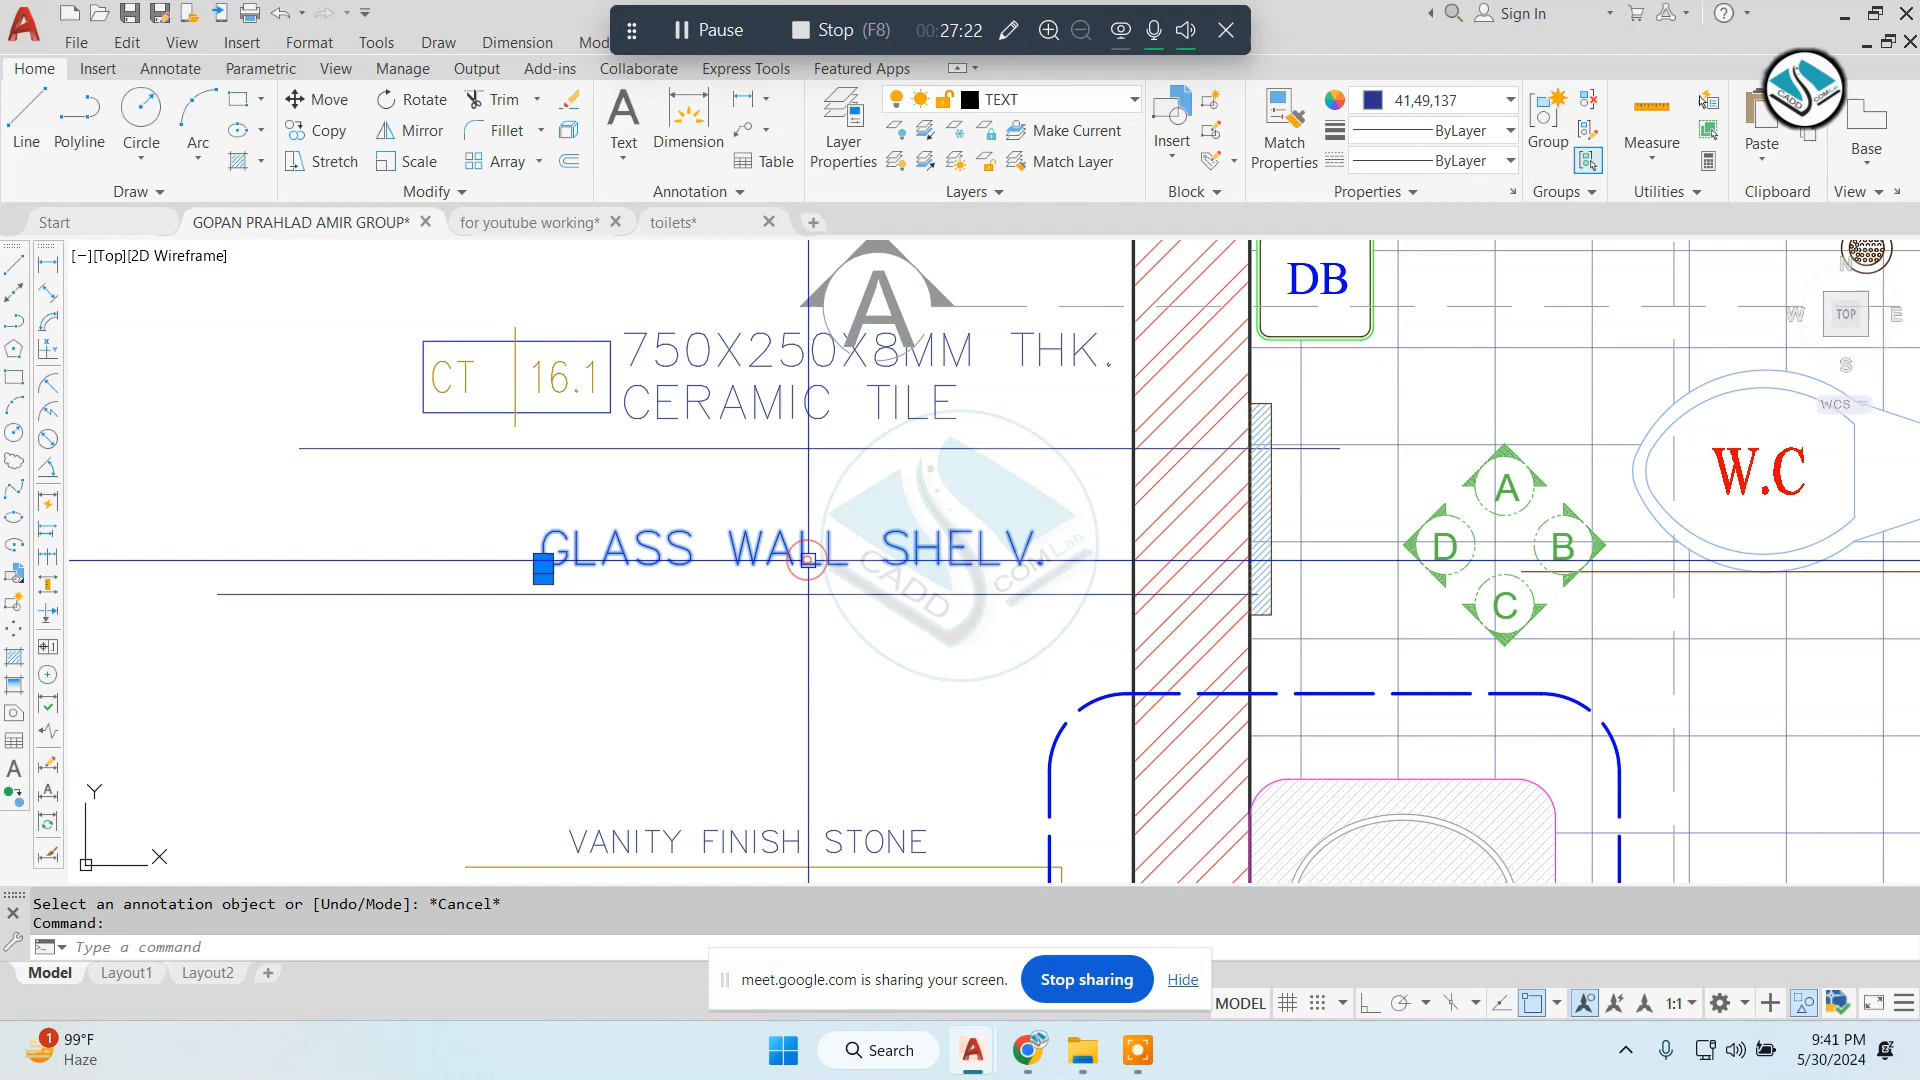 Pause
Stop (F8)
00:27:22
Sign In
File Edit View Insert Format Tools Draw Dimension
Home Insert Annotate Parametric View Manage Output Add-ins Collaborate Express Tools Featured Apps
Line
Polyline
Circle
Arc
Move
Rotate
Trim
Copy
Mirror
Fillet
Stretch
Scale
Array
Text
Dimension
Table
Layer
Properties
TEXT
Make Current
Match Layer
Insert
Match
Properties
41,49,137
ByLayer
ByLayer
Group
Measure
Paste
Base
Draw
Modify
Annotation
Layers
Block
Properties
Groups
Utilities
Clipboard
View
Start
GOPAN PRAHLAD AMIR GROUP*
for youtube working*
toilets*
[−][Top][2D Wireframe]
A
DB
N
W
TOP
E
S
WCS
CT 16.1
750X250X8MM THK.
CERAMIC TILE
GLASS WALL SHELV.
CADD
COM Lab
A
D
B
C
W.C
VANITY FINISH STONE
Y
X
Select an annotation object or [Undo/Mode]: *Cancel*
Command:
Type a command
Model
Layout1
Layout2
meet.google.com is sharing your screen.
Stop sharing
Hide
MODEL
1:1
1
99°F
Haze
Search
9:41 PM
5/30/2024